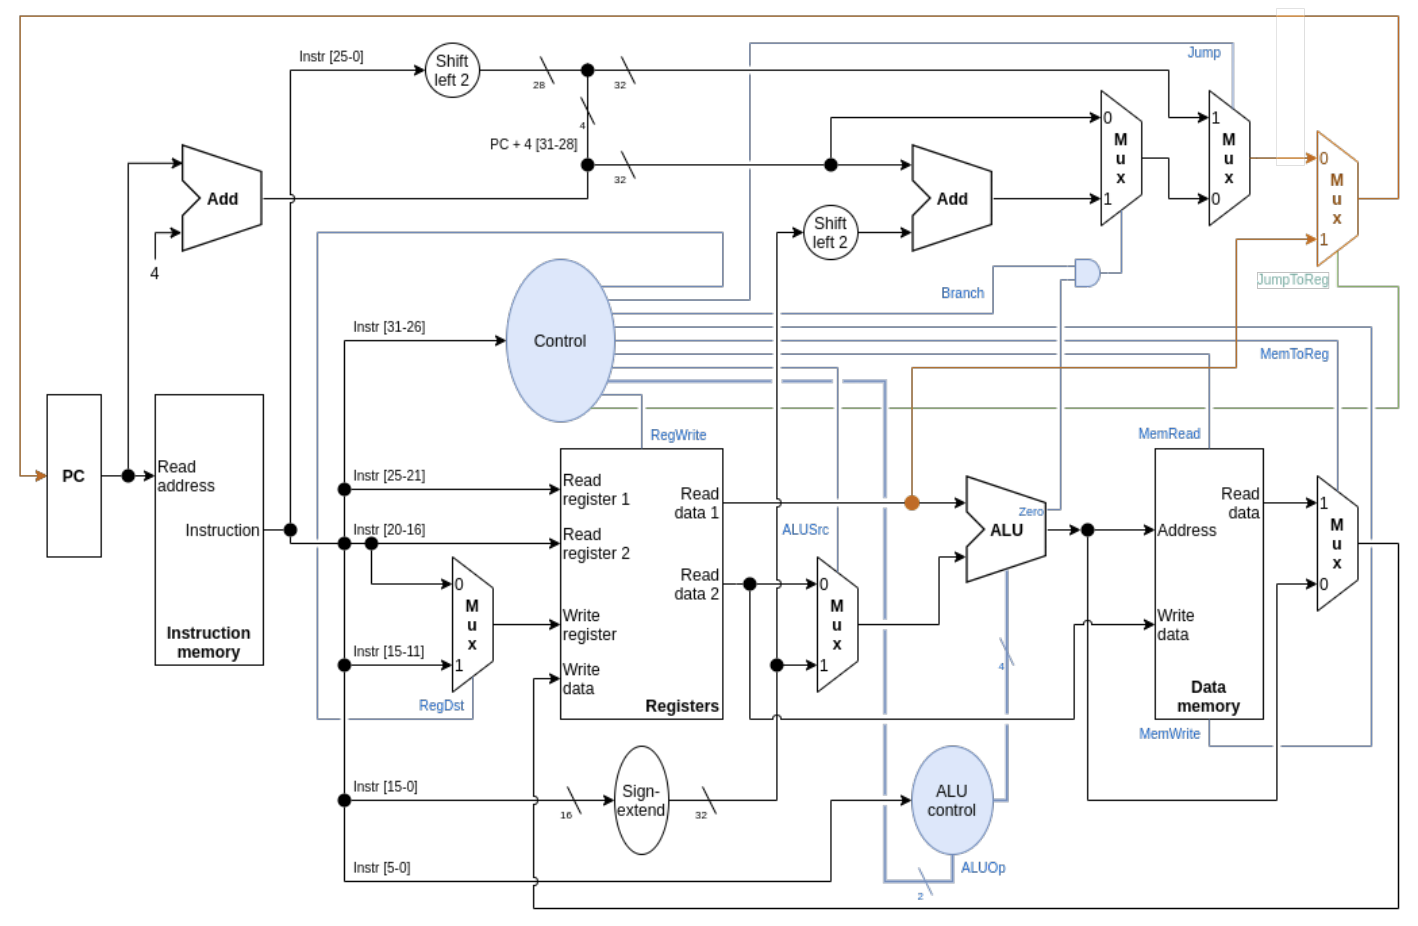 Instr [25-0]
Shift
left 2
28
32
Jump
4
PC + 4 [31-28]
32
0
M
u
x
1
1
M
u
x
0
0
M
u
x
1
Add
4
Add
Shift
left 2
JumpToReg
Branch
Control
Instr [31-26]
MemToReg
RegWrite
MemRead
PC
Read
address
Instruction
Instruction
memory
Instr [25-21]
Instr [20-16]
Read
register 1
Read
register 2
Write
register
Write
data
Read
data 1
Read
data 2
Registers
0
M
u
x
1
Instr [15-11]
RegDst
ALUSrc
0
M
u
x
1
Zero
ALU
4
Address
Read
data
Write
data
Data
memory
MemWrite
1
M
u
x
0
Instr [15-0]
16
Sign-
extend
32
ALU
control
Instr [5-0]
ALUOp
2